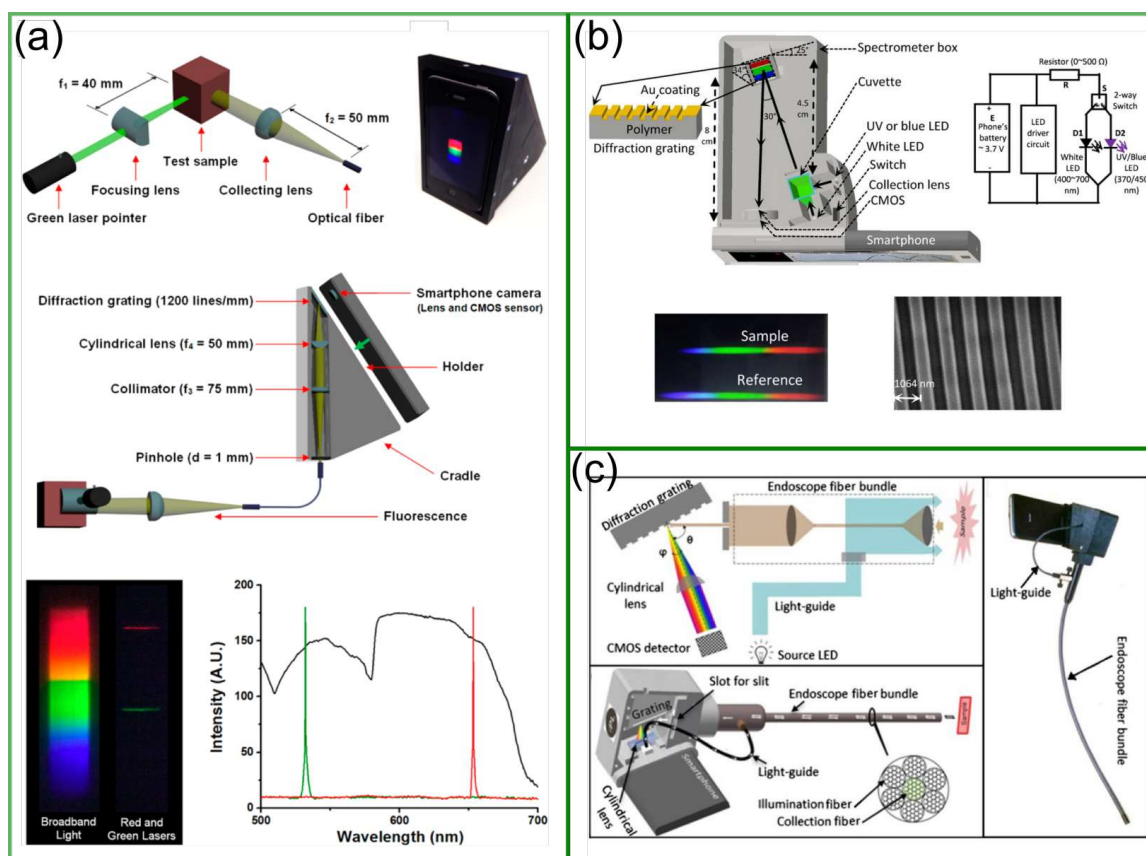 (a)
f₁ = 40 mm
f₂ = 50 mm
Test sample
Focusing lens
Collecting lens
Green laser pointer
Optical fiber
Diffraction grating (1200 lines/mm)
Smartphone camera
(Lens and CMOS sensor)
Cylindrical lens (f₄ = 50 mm)
Holder
Collimator (f₃ = 75 mm)
Pinhole (d = 1 mm)
Cradle
Fluorescence
Broadband
Light
Red and
Green Lasers
Intensity (A.U.)
200
150
100
50
0
500
600
700
Wavelength (nm)
(b)
Au coating
Polymer
Diffraction grating
1.25"
34°
30°
8
cm
4.5
cm
Spectrometer
box
Cuvette
UV or blue LED
White LED
Switch
Collection lens
CMOS
Smartphone
Resistor (0~500 Ω)
R
S
2-way
Switch
E
Phone's
battery
~ 3.7 V
LED
driver
circuit
D1
D2
White
LED
(400~700
nm)
UV/Blue
LED
(370/450
nm)
Sample
Reference
1064 nm
(c)
Diffraction grating
Endoscope fiber bundle
Sample
θ
φ
Cylindrical
lens
Light-guide
CMOS detector
Source LED
Slot for slit
Endoscope fiber bundle
Grating
Sample
Cylindrical
lens
Smartphone
Light-guide
Illumination fiber
Collection fiber
Light-guide
Endoscope fiber bundle